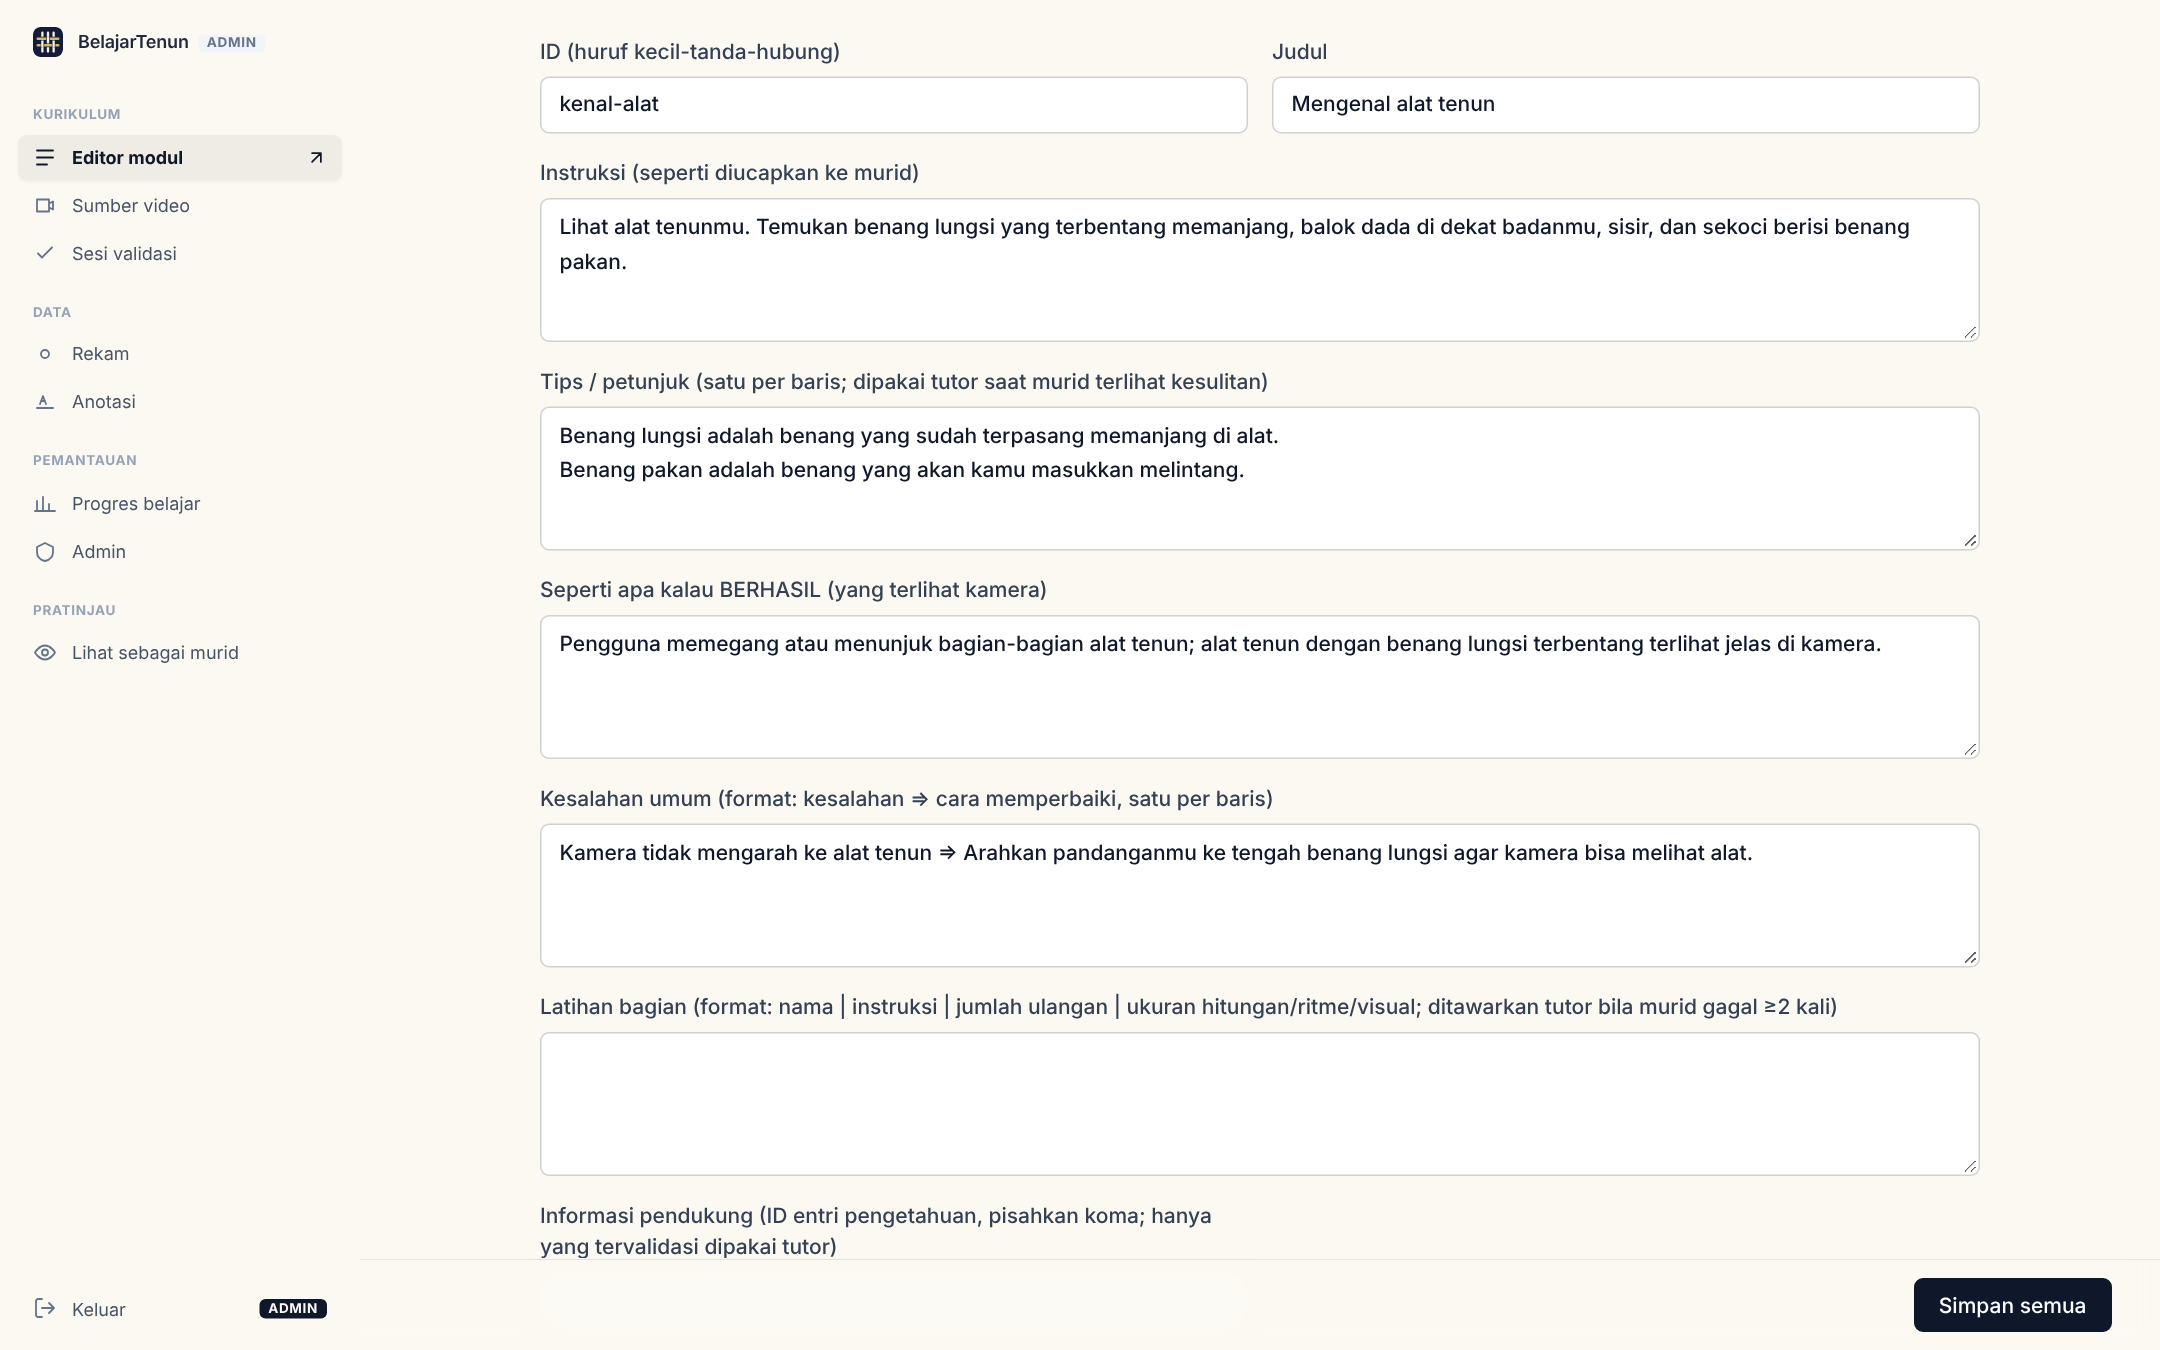 BelajarTenun ADMIN
KURIKULUM
Editor modul
Sumber video
Sesi validasi
DATA
Rekam
Anotasi
PEMANTAUAN
Progres belajar
Admin
PRATINJAU
Lihat sebagai murid
Keluar ADMIN
ID (huruf kecil-tanda-hubung)
kenal-alat
Judul
Mengenal alat tenun
Instruksi (seperti diucapkan ke murid)
Lihat alat tenunmu. Temukan benang lungsi yang terbentang memanjang, balok dada di dekat badanmu, sisir, dan sekoci berisi benang
pakan.
Tips / petunjuk (satu per baris; dipakai tutor saat murid terlihat kesulitan)
Benang lungsi adalah benang yang sudah terpasang memanjang di alat.
Benang pakan adalah benang yang akan kamu masukkan melintang.
Seperti apa kalau BERHASIL (yang terlihat kamera)
Pengguna memegang atau menunjuk bagian-bagian alat tenun; alat tenun dengan benang lungsi terbentang terlihat jelas di kamera.
Kesalahan umum (format: kesalahan => cara memperbaiki, satu per baris)
Kamera tidak mengarah ke alat tenun => Arahkan pandanganmu ke tengah benang lungsi agar kamera bisa melihat alat.
Latihan bagian (format: nama | instruksi | jumlah ulangan | ukuran hitungan/ritme/visual; ditawarkan tutor bila murid gagal ≥2 kali)
Informasi pendukung (ID entri pengetahuan, pisahkan koma; hanya
yang tervalidasi dipakai tutor)
Simpan semua